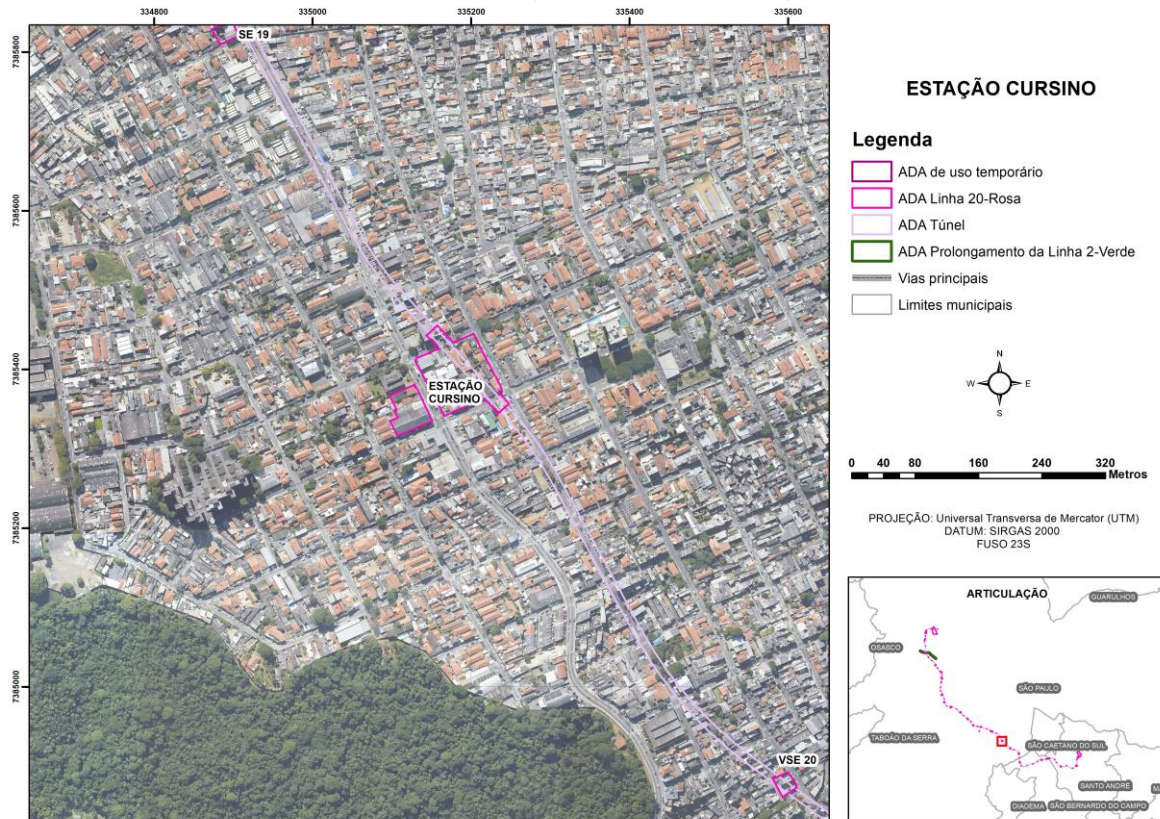 334800 335000 335200 335400 335600
7385800
7385600
7385400
7385200
7385000
SE 19
ESTAÇÃO
CURSINO
VSE 20
ESTAÇÃO CURSINO
Legenda
ADA de uso temporário
ADA Linha 20-Rosa
ADA Túnel
ADA Prolongamento da Linha 2-Verde
Vias principais
Limites municipais
N
W E
S
0 40 80 160 240 320
Metros
PROJEÇÃO: Universal Transversa de Mercator (UTM)
DATUM: SIRGAS 2000
FUSO 23S
ARTICULAÇÃO
GUARULHOS
OSASCO
SÃO PAULO
TABOÃO DA SERRA
SÃO CAETANO DO SUL
SANTO ANDRÉ
DIADEMA
SÃO BERNARDO DO CAMPO